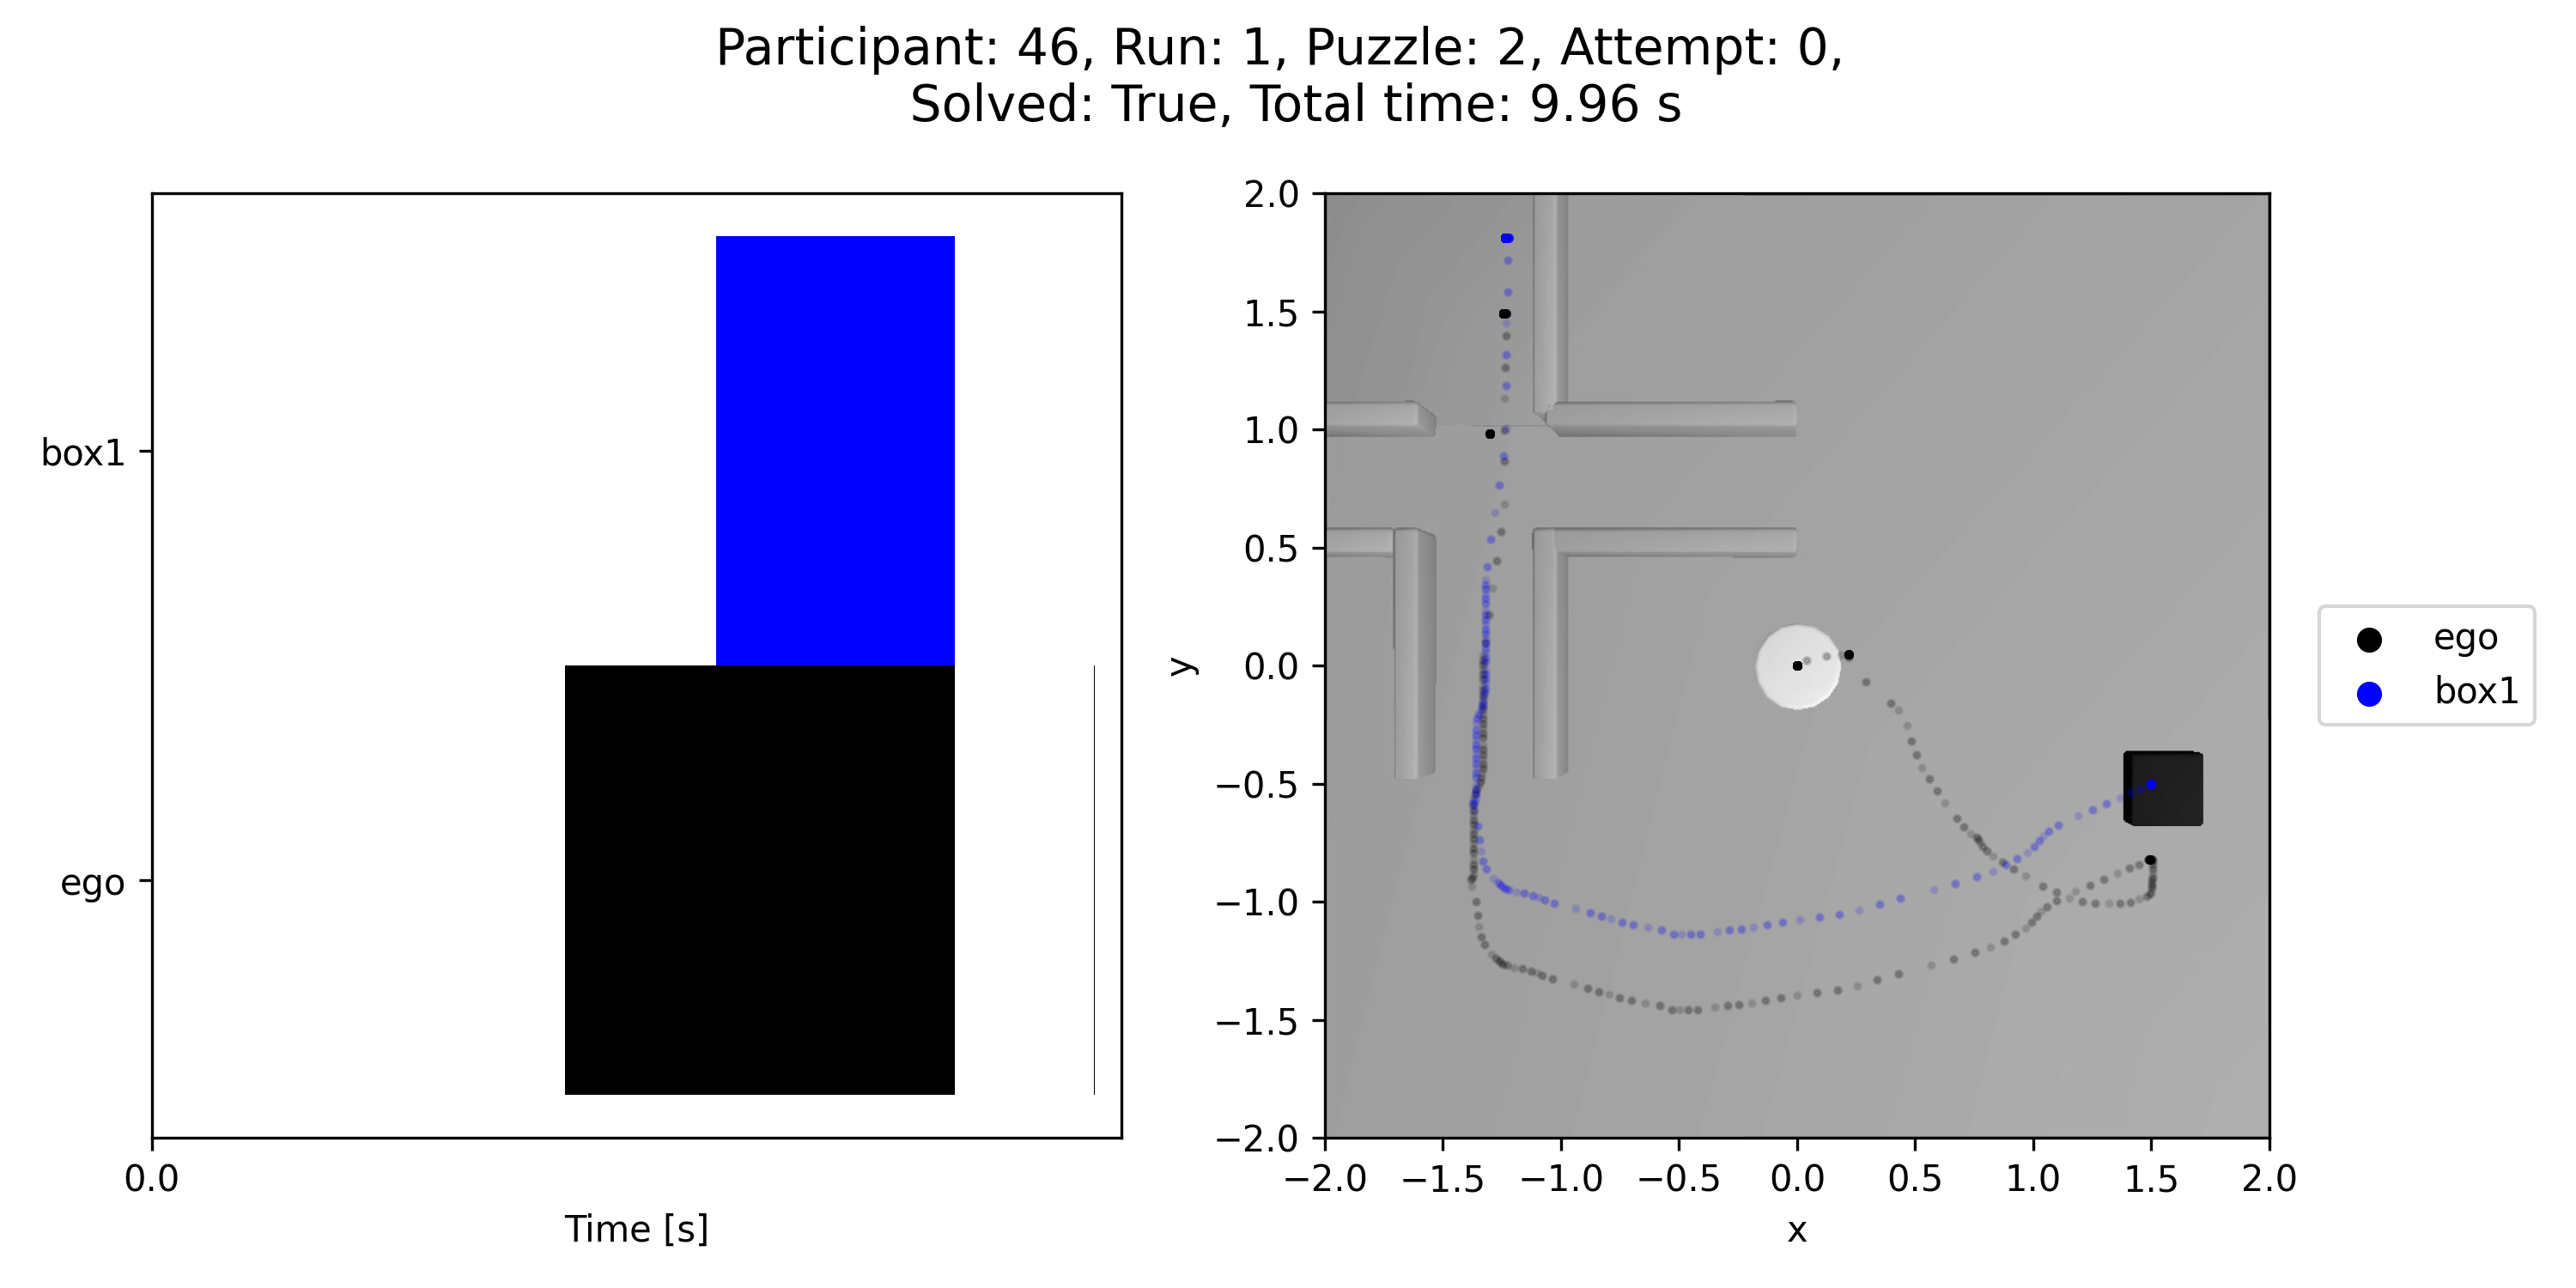 Participant: 46, Run: 1, Puzzle: 2, Attempt: 0,
Solved: True, Total time: 9.96 s
box1
ego
0.0
Time [s]
2.0
1.5
1.0
0.5
0.0
−0.5
−1.0
−1.5
−2.0
y
−2.0 −1.5 −1.0 −0.5 0.0 0.5 1.0 1.5 2.0
x
ego
box1